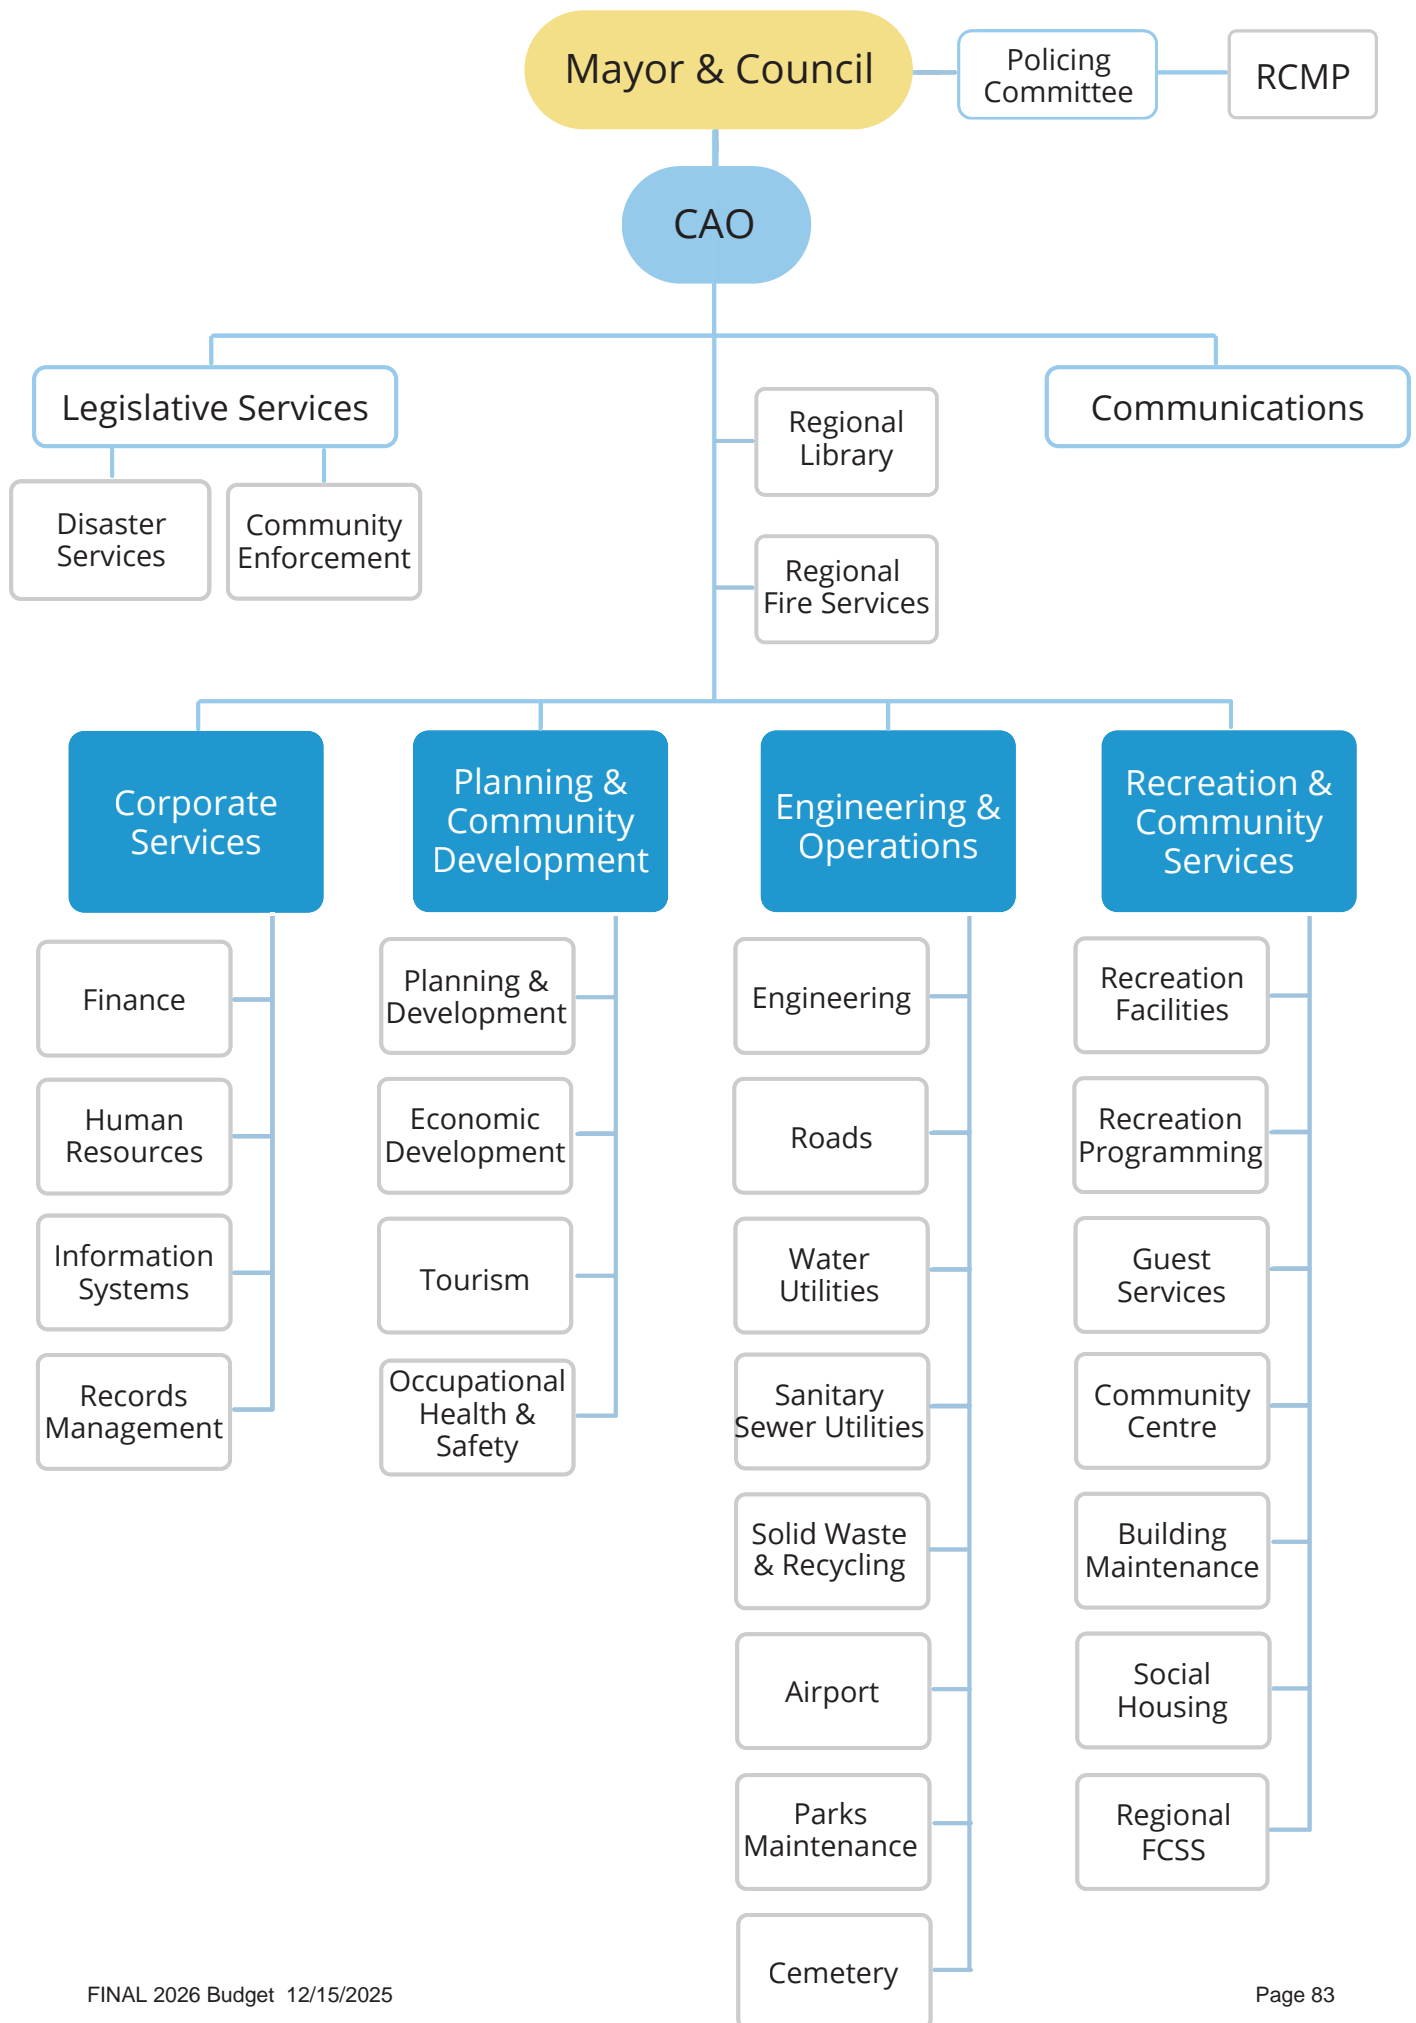 Mayor & Council
Policing
Committee
RCMP
CAO
Legislative Services
Communications
Regional
Library
Disaster
Services
Community
Enforcement
Regional
Fire Services
Corporate
Services
Planning &
Community
Development
Engineering &
Operations
Recreation &
Community
Services
Finance
Human
Resources
Information
Systems
Records
Management
Planning &
Development
Economic
Development
Tourism
Occupational
Health &
Safety
Engineering
Roads
Water
Utilities
Sanitary
Sewer Utilities
Solid Waste
& Recycling
Airport
Parks
Maintenance
Cemetery
Recreation
Facilities
Recreation
Programming
Guest
Services
Community
Centre
Building
Maintenance
Social
Housing
Regional
FCSS
FINAL 2026 Budget 12/15/2025
Page 83